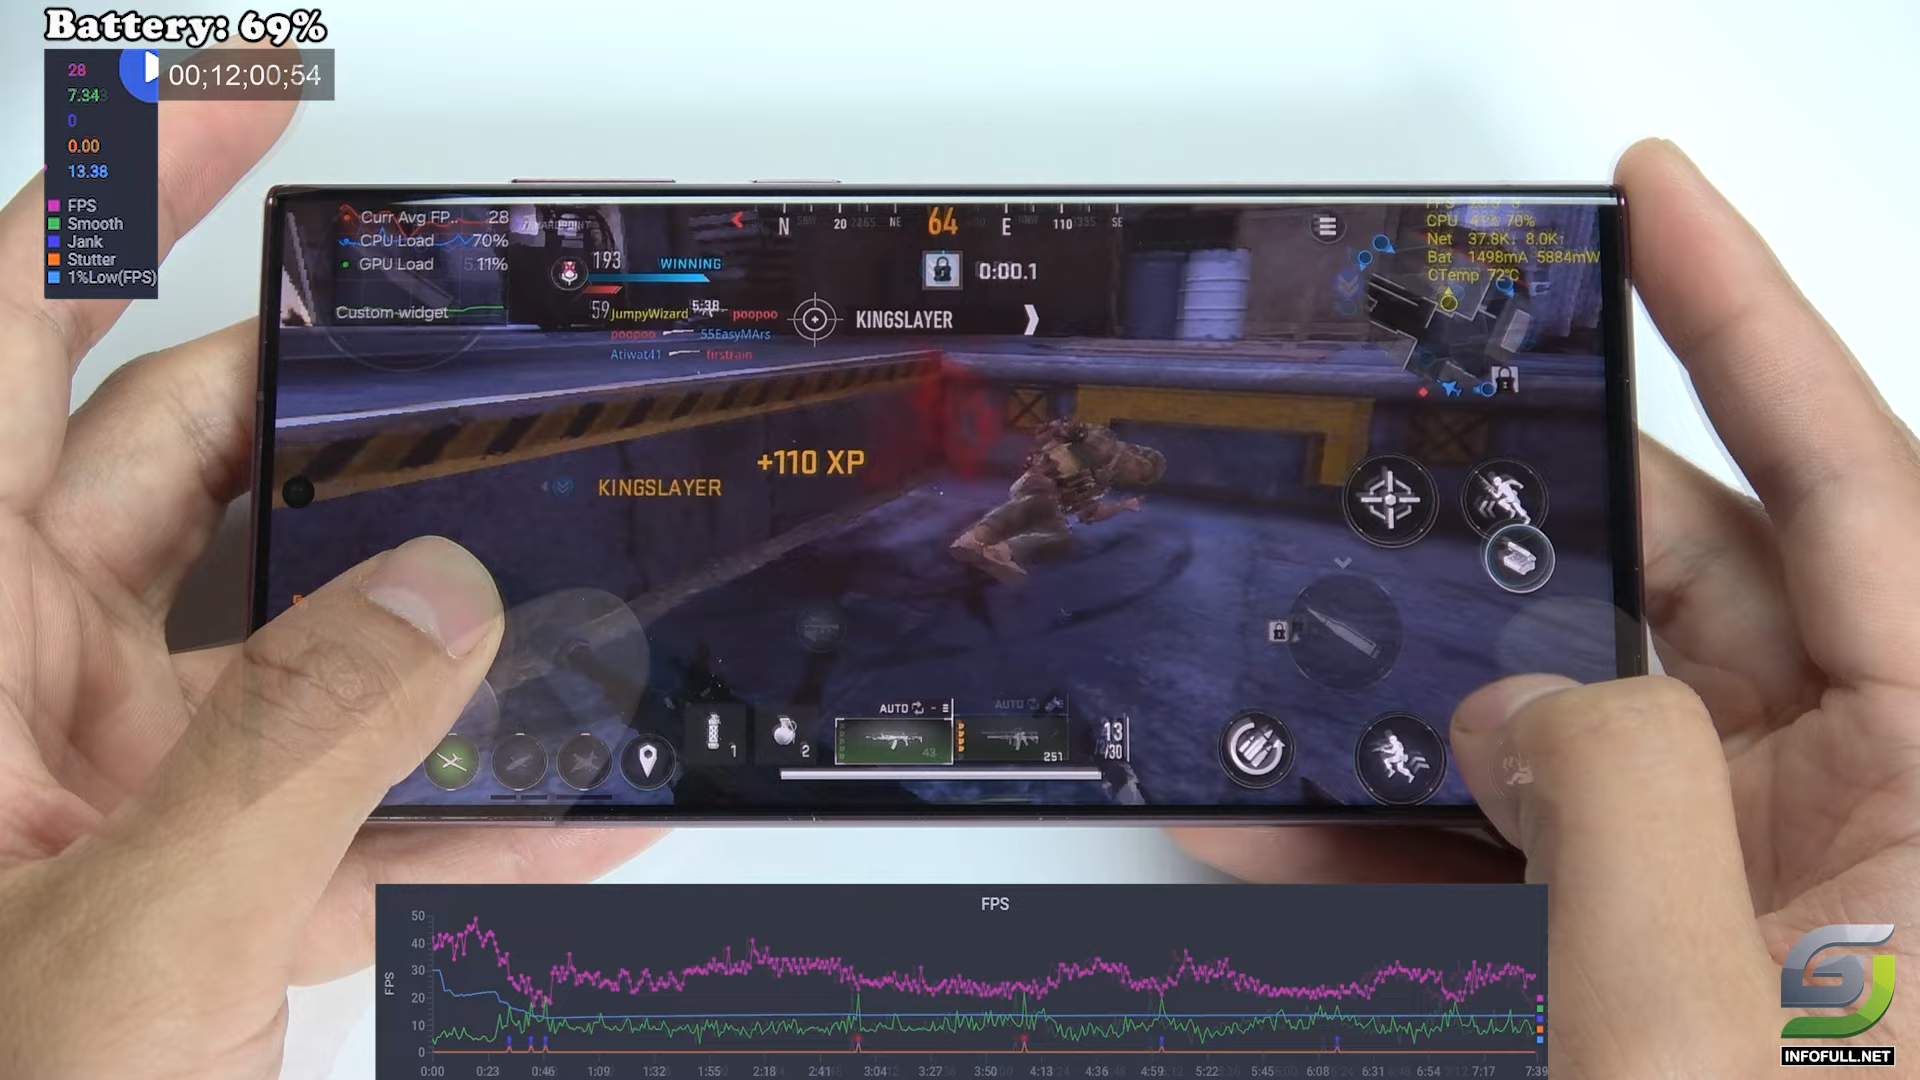 Battery: 69%
00;12;00;54
28
7.34
0
0.00
13.38
FPS
Smooth
Jank
Stutter
1%Low(FPS)
Curr Avg FP.. 28
CPU Load 70%
GPU Load 11%
Custom widget
193
WINNING
59
5:38
JumpyWizard poopoo
poopoo 55EasyMArs
Atiwat41 firstrain
N 20 NE 64 E 110 SE
0:00.1
KINGSLAYER
CPU 41% 70%
Net 37.8K↓ 8.0K↑
Bat 1498mA 5884mW
CTemp 72°C
+110 XP
KINGSLAYER
AUTO
AUTO
1
2
43
251
13
/30
FPS
FPS
50
40
30
20
10
0
0:00 0:23 0:46 1:09 1:32 1:55 2:18 2:41 3:04 3:27 3:50 4:13 4:36 4:59 5:22 5:45 6:08 6:31 6:54 7:17 7:39
INFOFULL.NET